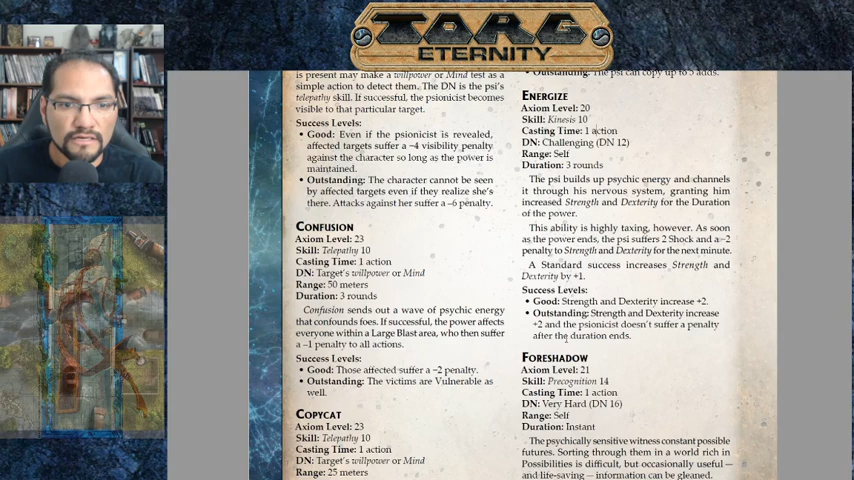 TORG
ETERNITY
is present may make a willpower or Mind test as
simple action to detect them. The DN is the psi's
telepathy skill. If successful, the psionicist becomes
visible to that particular target.
Success Levels:
• Good: Even if the psionicist is revealed,
affected targets suffer a −4 visibility penalty
against the character so long as the power is
maintained.
• Outstanding: The character cannot be seen
by affected targets even if they realize she's
there. Attacks against her suffer a –6 penalty.
CONFUSION
Axiom Level: 23
Skill: Telepathy 10
Casting Time: 1 action
DN: Target's willpower or Mind
Range: 50 meters
Duration: 3 rounds
Confusion sends out a wave of psychic energy
that confounds foes. If successful, the power affects
everyone within a Large Blast area, who then suffer
a –1 penalty to all actions.
Success Levels:
• Good: Those affected suffer a −2 penalty.
• Outstanding: The victims are Vulnerable as
well.
COPYCAT
Axiom Level: 23
Skill: Telepathy 10
Casting Time: 1 action
DN: Target's willpower or Mind
Range: 25 meters
• Outstanding: The psi can copy up to 5 adds.
ENERGIZE
Axiom Level: 20
Skill: Kinesis 10
Casting Time: 1 action
DN: Challenging (DN 12)
Range: Self
Duration: 3 rounds
The psi builds up psychic energy and channels
it through his nervous system, granting him
increased Strength and Dexterity for the Duration
of the power.
This ability is highly taxing, however. As soon
as the power ends, the psi suffers 2 Shock and a −2
penalty to Strength and Dexterity for the next minute.
A Standard success increases Strength and
Dexterity by +1.
Success Levels:
• Good: Strength and Dexterity increase +2.
• Outstanding: Strength and Dexterity increase
+2 and the psionicist doesn't suffer a penalty
after the duration ends.
FORESHADOW
Axiom Level: 21
Skill: Precognition 14
Casting Time: 1 action
DN: Very Hard (DN 16)
Range: Self
Duration: Instant
The psychically sensitive witness constant possible
futures. Sorting through them in a world rich in
Possibilities is difficult, but occasionally useful—
and life-saving—information can be gleaned.